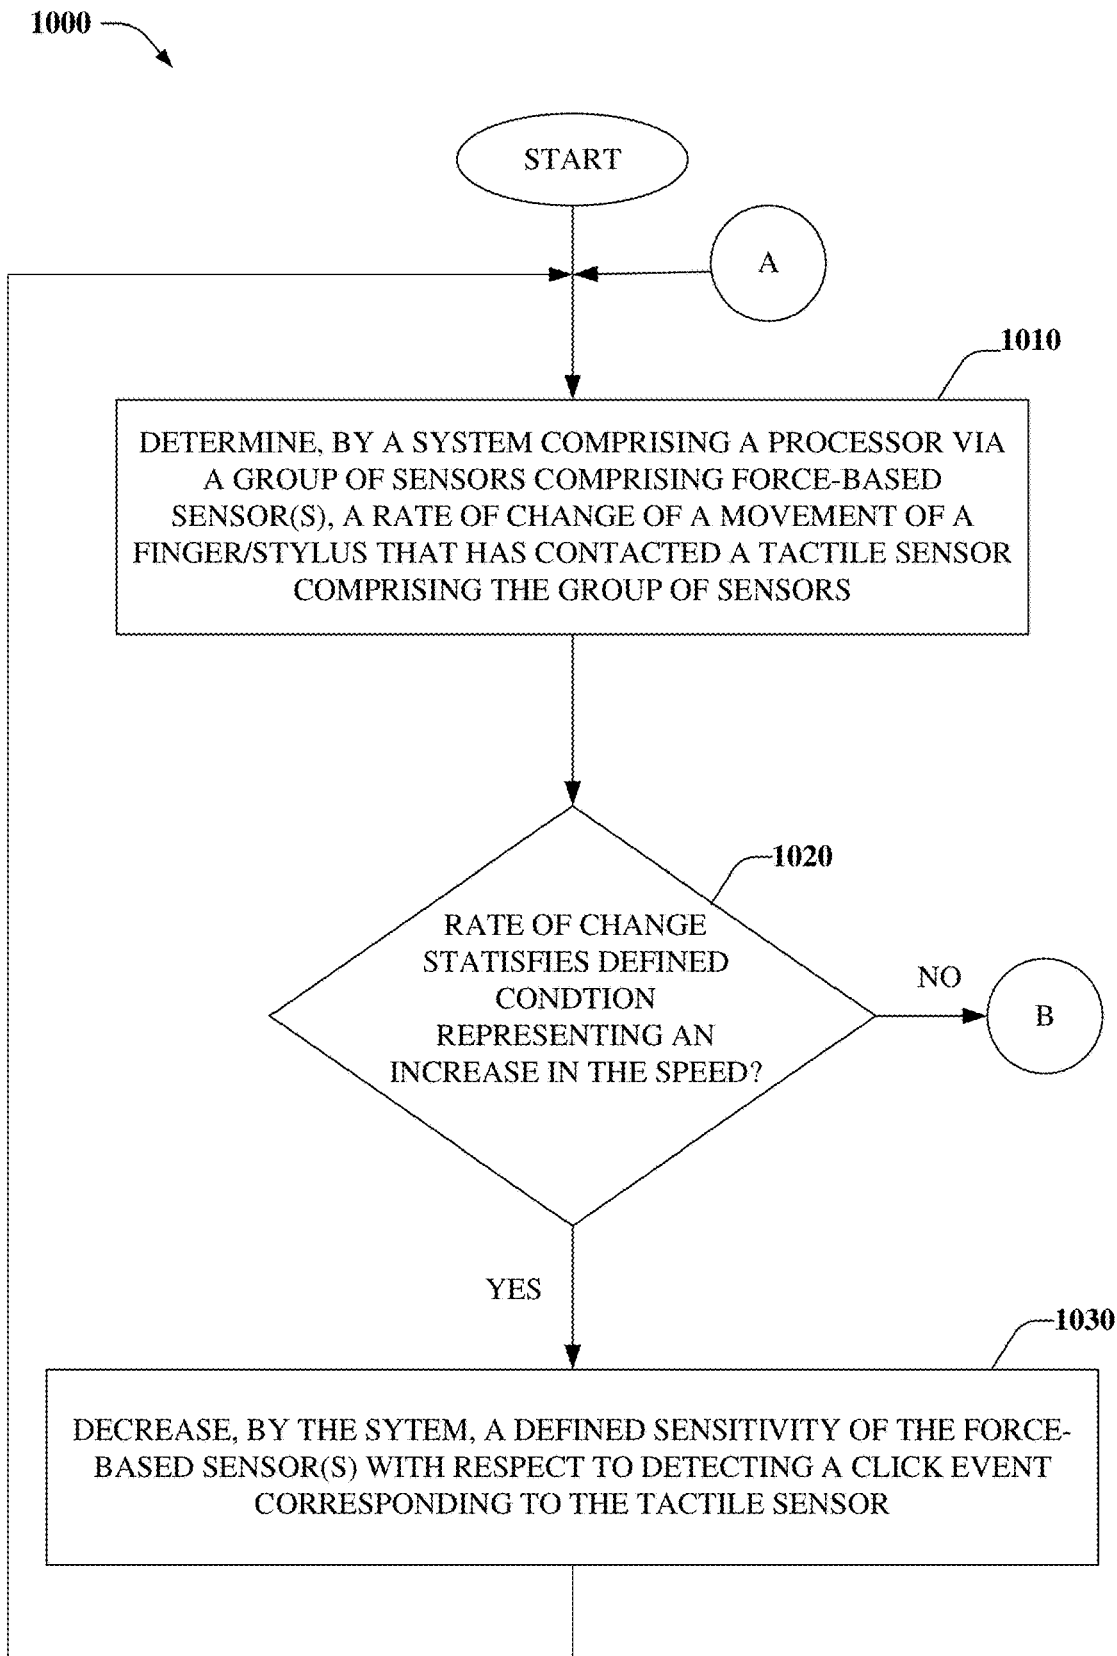 1000
START
A
1010
DETERMINE, BY A SYSTEM COMPRISING A PROCESSOR VIA
A GROUP OF SENSORS COMPRISING FORCE-BASED
SENSOR(S), A RATE OF CHANGE OF A MOVEMENT OF A
FINGER/STYLUS THAT HAS CONTACTED A TACTILE SENSOR
COMPRISING THE GROUP OF SENSORS
1020
RATE OF CHANGE
STATISFIES DEFINED
CONDTION
REPRESENTING AN
INCREASE IN THE SPEED?
NO
B
YES
1030
DECREASE, BY THE SYTEM, A DEFINED SENSITIVITY OF THE FORCE-
BASED SENSOR(S) WITH RESPECT TO DETECTING A CLICK EVENT
CORRESPONDING TO THE TACTILE SENSOR